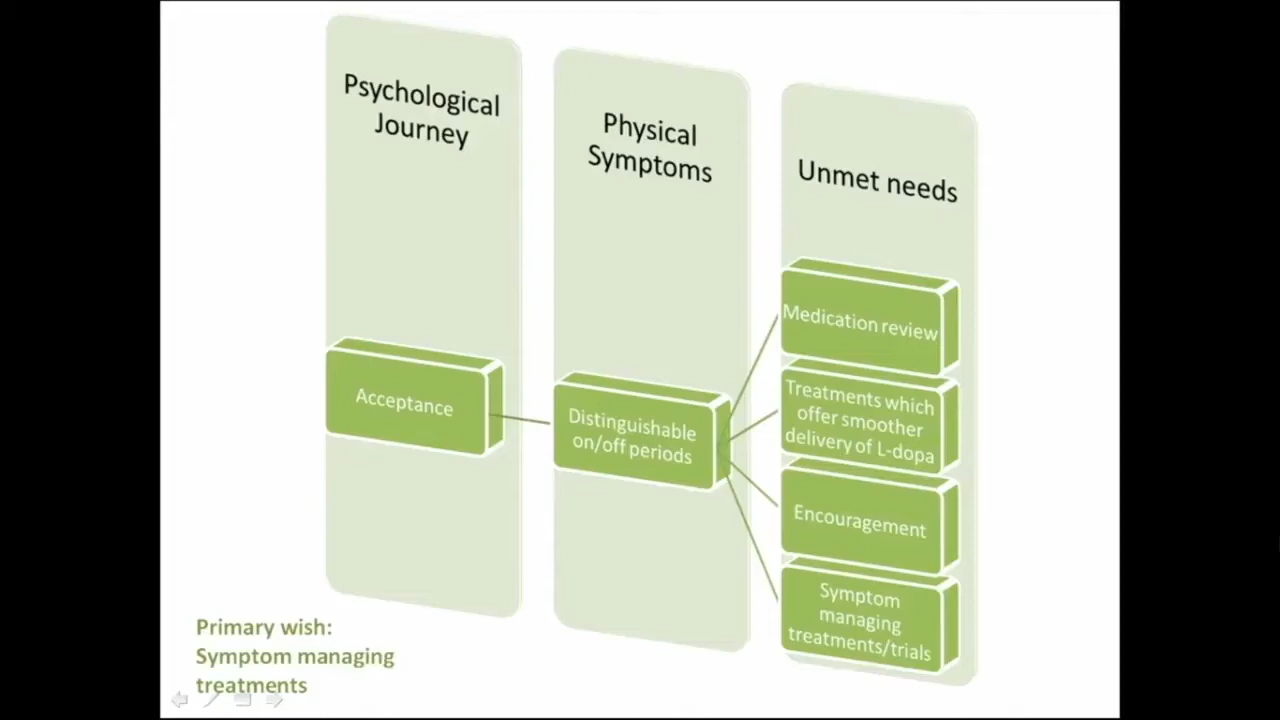 Psychological
Journey
Physical
Symptoms
Unmet needs
Acceptance
Distinguishable
on/off periods
Medication review
Treatments which
offer smoother
delivery of L-dopa
Encouragement
Symptom
managing
treatments/trials
Primary wish:
Symptom managing
treatments